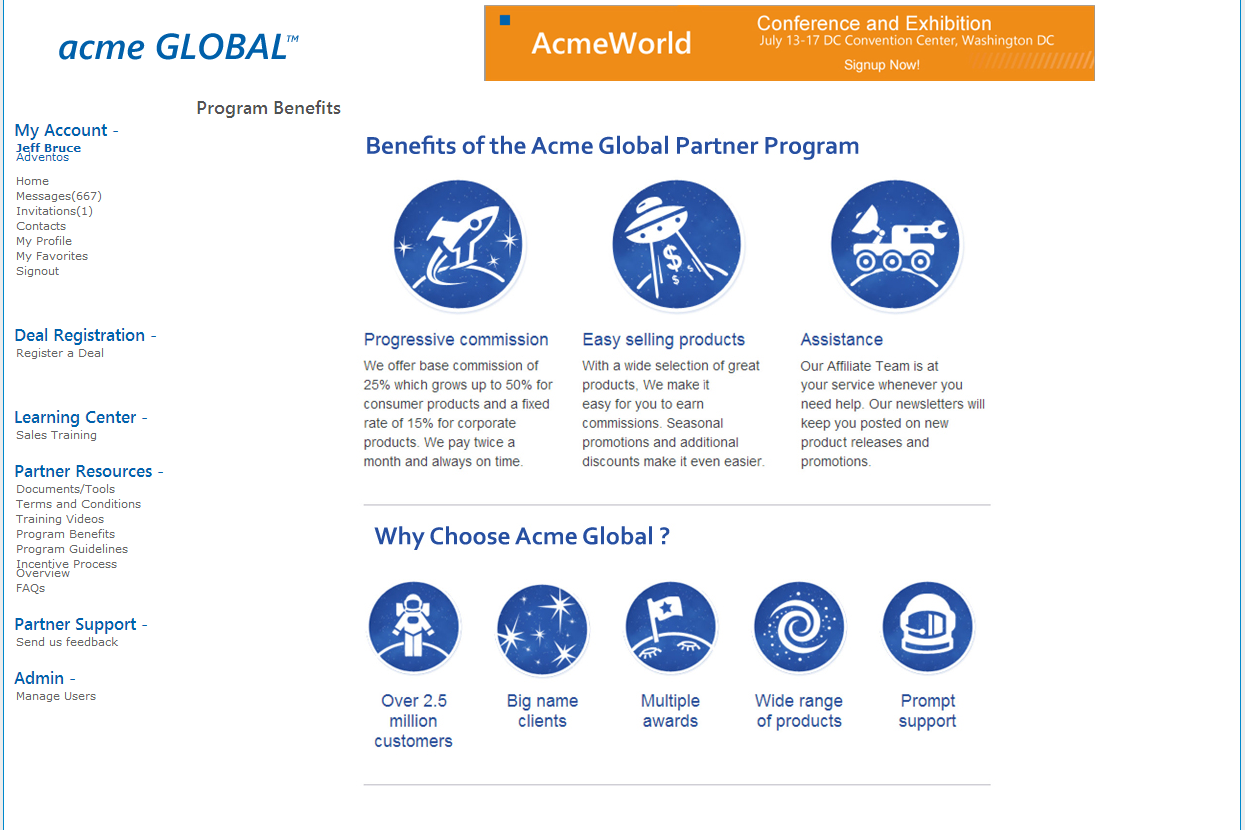 acme GLOBAL™
AcmeWorld
Conference and Exhibition
July 13-17 DC Convention Center, Washington DC
Signup Now!
Program Benefits
My Account -
Jeff Bruce
Adventos
Home
Messages(667)
Invitations(1)
Contacts
My Profile
My Favorites
Signout
Deal Registration -
Register a Deal
Learning Center -
Sales Training
Partner Resources -
Documents/Tools
Terms and Conditions
Training Videos
Program Benefits
Program Guidelines
Incentive Process
Overview
FAQs
Partner Support -
Send us feedback
Admin -
Manage Users
Benefits of the Acme Global Partner Program
$
$
$
Progressive commission
We offer base commission of
25% which grows up to 50% for
consumer products and a fixed
rate of 15% for corporate
products. We pay twice a
month and always on time.
Easy selling products
With a wide selection of great
products, We make it
easy for you to earn
commissions. Seasonal
promotions and additional
discounts make it even easier.
Assistance
Our Affiliate Team is at
your service whenever you
need help. Our newsletters will
keep you posted on new
product releases and
promotions.
Why Choose Acme Global ?
Over 2.5
million
customers
Big name
clients
Multiple
awards
Wide range
of products
Prompt
support